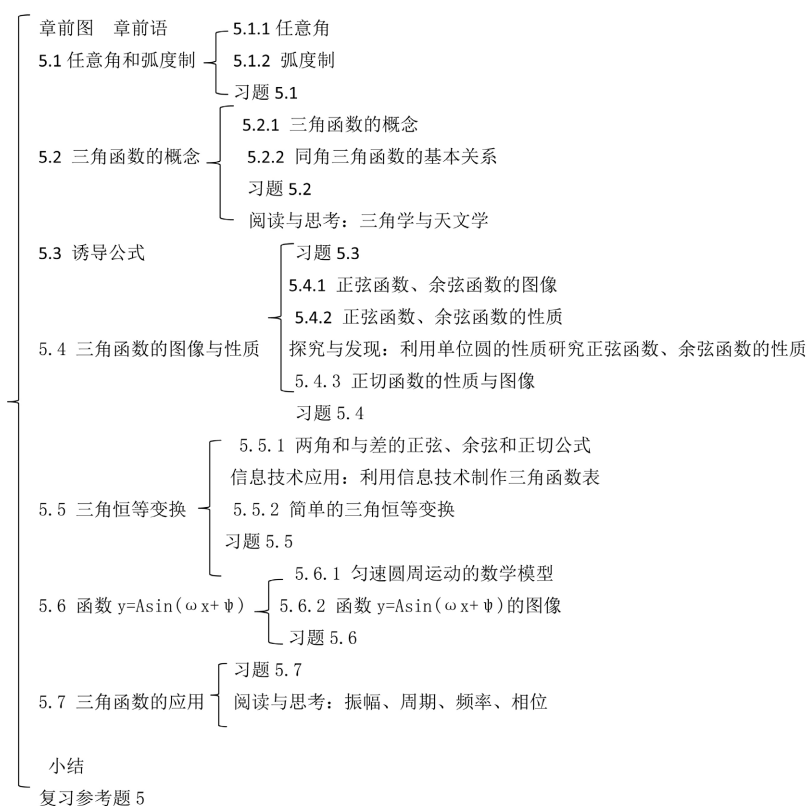 章前图 章前语
5.1 任意角和弧度制
5.1.1 任意角
5.1.2 弧度制
习题 5.1
5.2 三角函数的概念
5.2.1 三角函数的概念
5.2.2 同角三角函数的基本关系
习题 5.2
阅读与思考：三角学与天文学
5.3 诱导公式
习题 5.3
5.4 三角函数的图像与性质
5.4.1 正弦函数、余弦函数的图像
5.4.2 正弦函数、余弦函数的性质
探究与发现：利用单位圆的性质研究正弦函数、余弦函数的性质
5.4.3 正切函数的性质与图像
习题 5.4
5.5 三角恒等变换
5.5.1 两角和与差的正弦、余弦和正切公式
信息技术应用：利用信息技术制作三角函数表
5.5.2 简单的三角恒等变换
习题 5.5
5.6 函数 y=Asin(ωx+ψ)
5.6.1 匀速圆周运动的数学模型
5.6.2 函数 y=Asin(ωx+ψ)的图像
习题 5.6
5.7 三角函数的应用
习题 5.7
阅读与思考：振幅、周期、频率、相位
小结
复习参考题 5